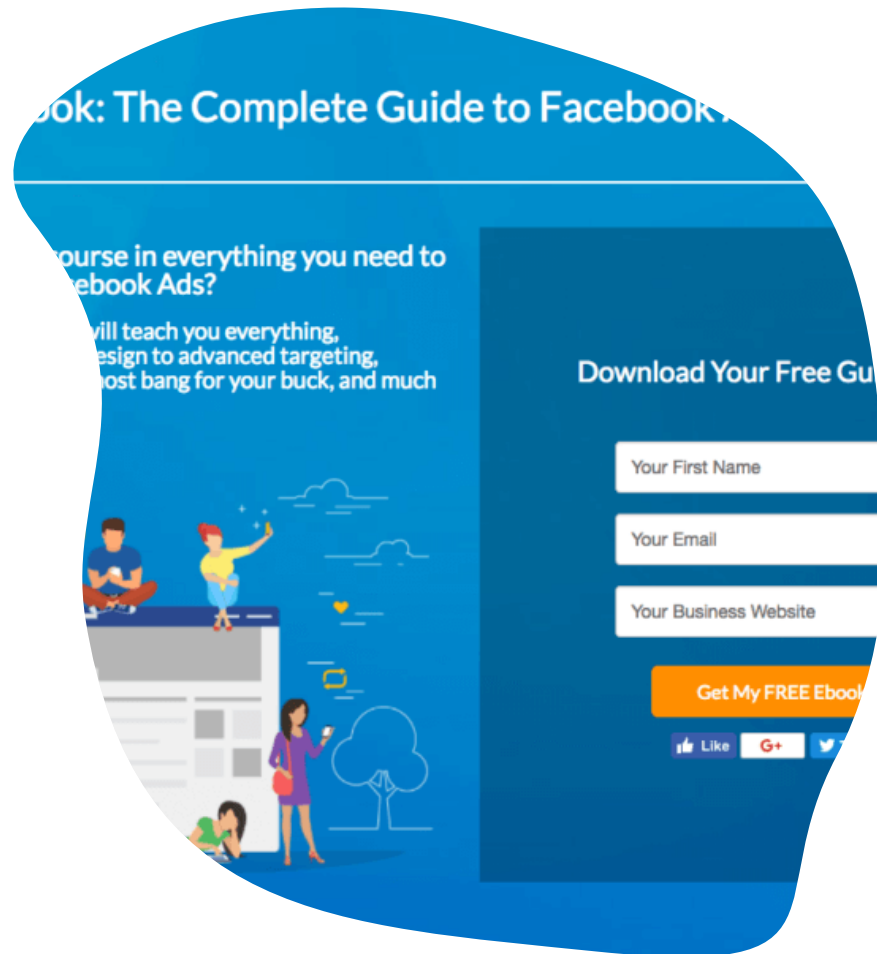 ook: The Complete Guide to Facebook
ourse in everything you need to
ebook Ads?
will teach you everything,
esign to advanced targeting,
most bang for your buck, and much
Download Your Free Gu
Your First Name
Your Email
Your Business Website
Get My FREE Ebook
Like
G+